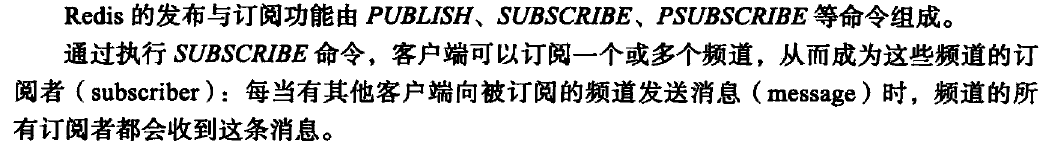 Redis 的发布与订阅功能由 PUBLISH、SUBSCRIBE、PSUBSCRIBE 等命令组成。
通过执行 SUBSCRIBE 命令，客户端可以订阅一个或多个频道，从而成为这些频道的订
阅者（subscriber）：每当有其他客户端向被订阅的频道发送消息（message）时，频道的所
有订阅者都会收到这条消息。